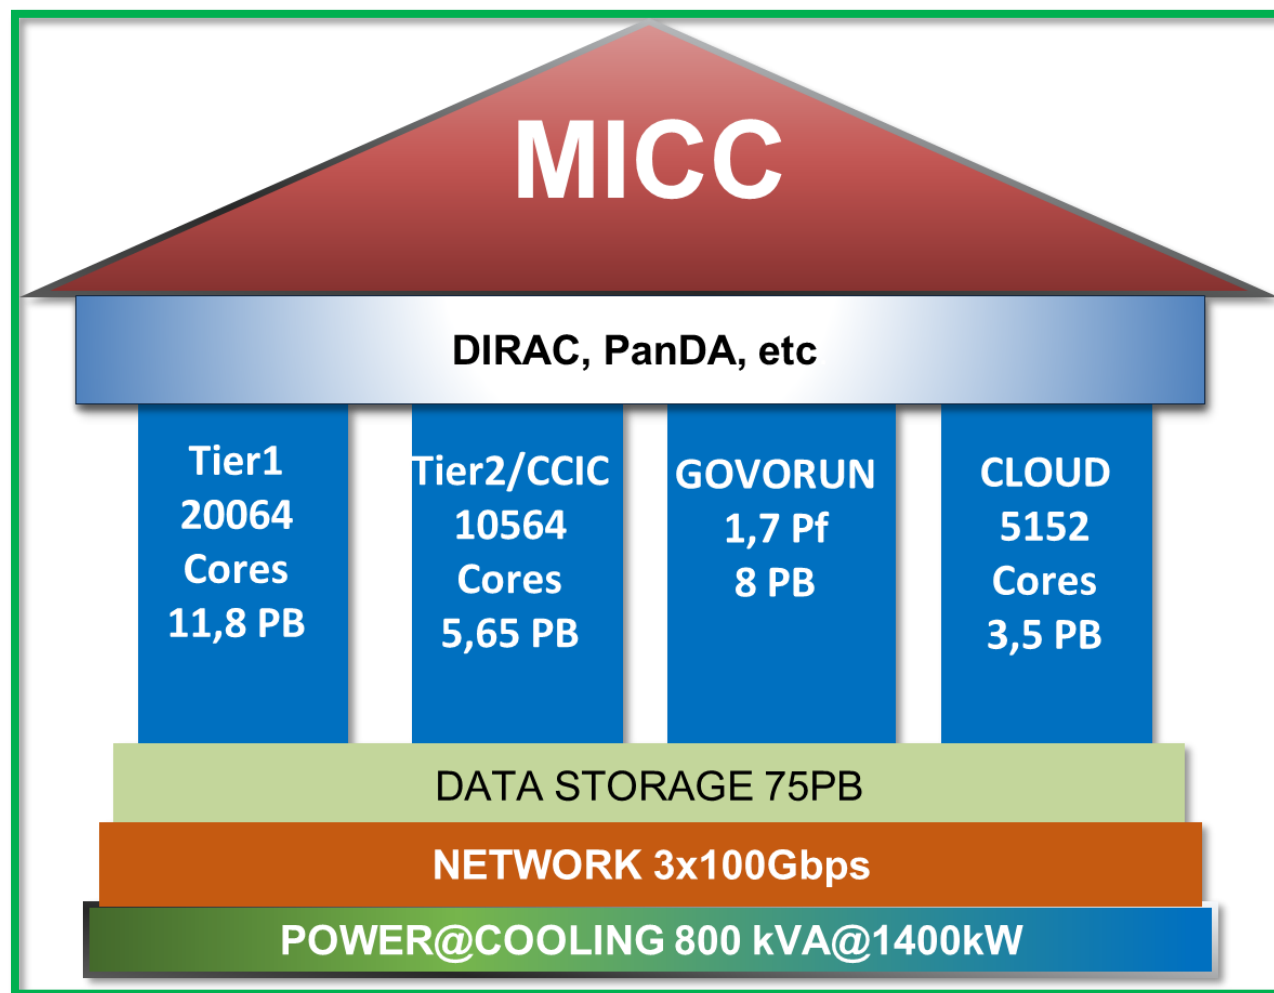 MICC
DIRAC, PanDA, etc
Tier1
20064
Cores
11,8 PB
Tier2/CCIC
10564
Cores
5,65 PB
GOVORUN
1,7 Pf
8 PB
CLOUD
5152
Cores
3,5 PB
DATA STORAGE 75PB
NETWORK 3x100Gbps
POWER@COOLING 800 kVA@1400kW